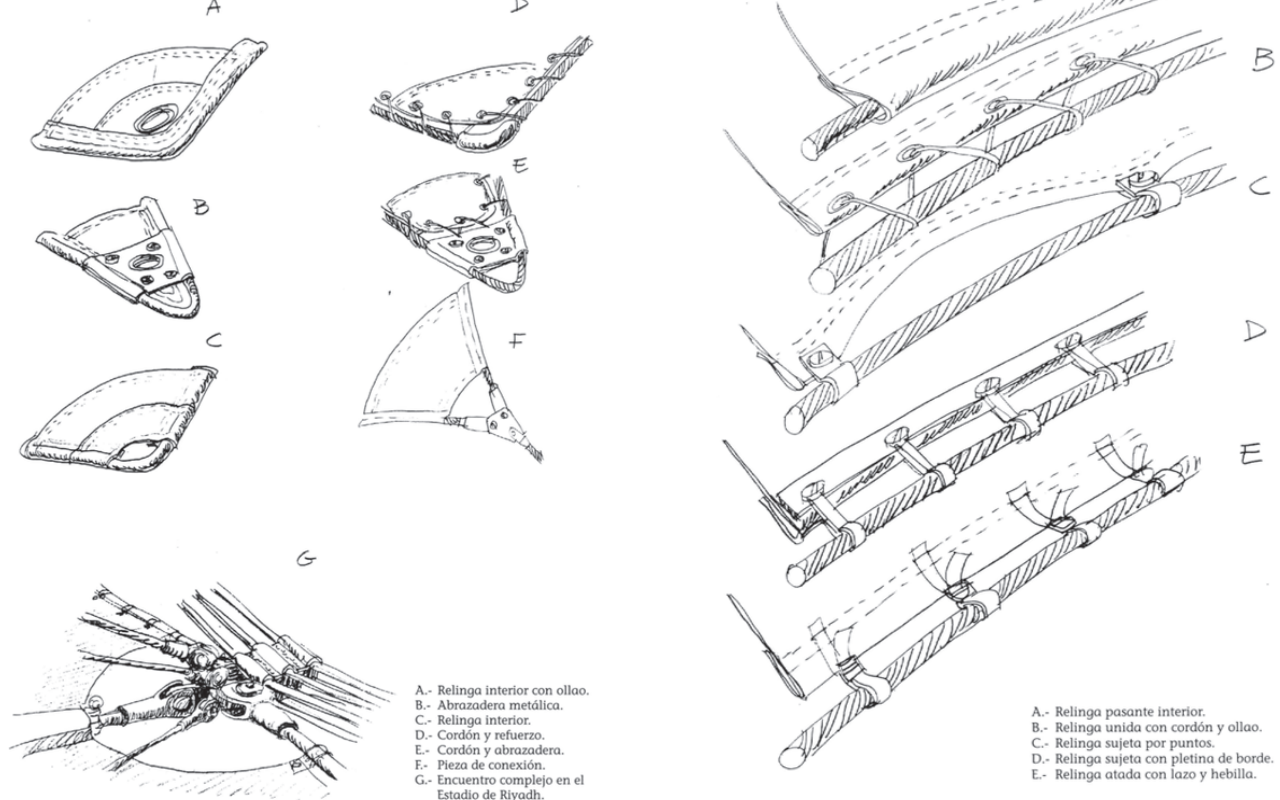 A
D
B
E
C
F
G
A.- Relinga interior con ollao.
B.- Abrazadera metálica.
C.- Relinga interior.
D.- Cordón y refuerzo.
E.- Cordón y abrazadera.
F.- Pieza de conexión.
G.- Encuentro complejo en el
Estadio de Riyadh.
B
C
D
E
A.- Relinga pasante interior.
B.- Relinga unida con cordón y ollao.
C.- Relinga sujeta por puntos.
D.- Relinga sujeta con pletina de borde.
E.- Relinga atada con lazo y hebilla.